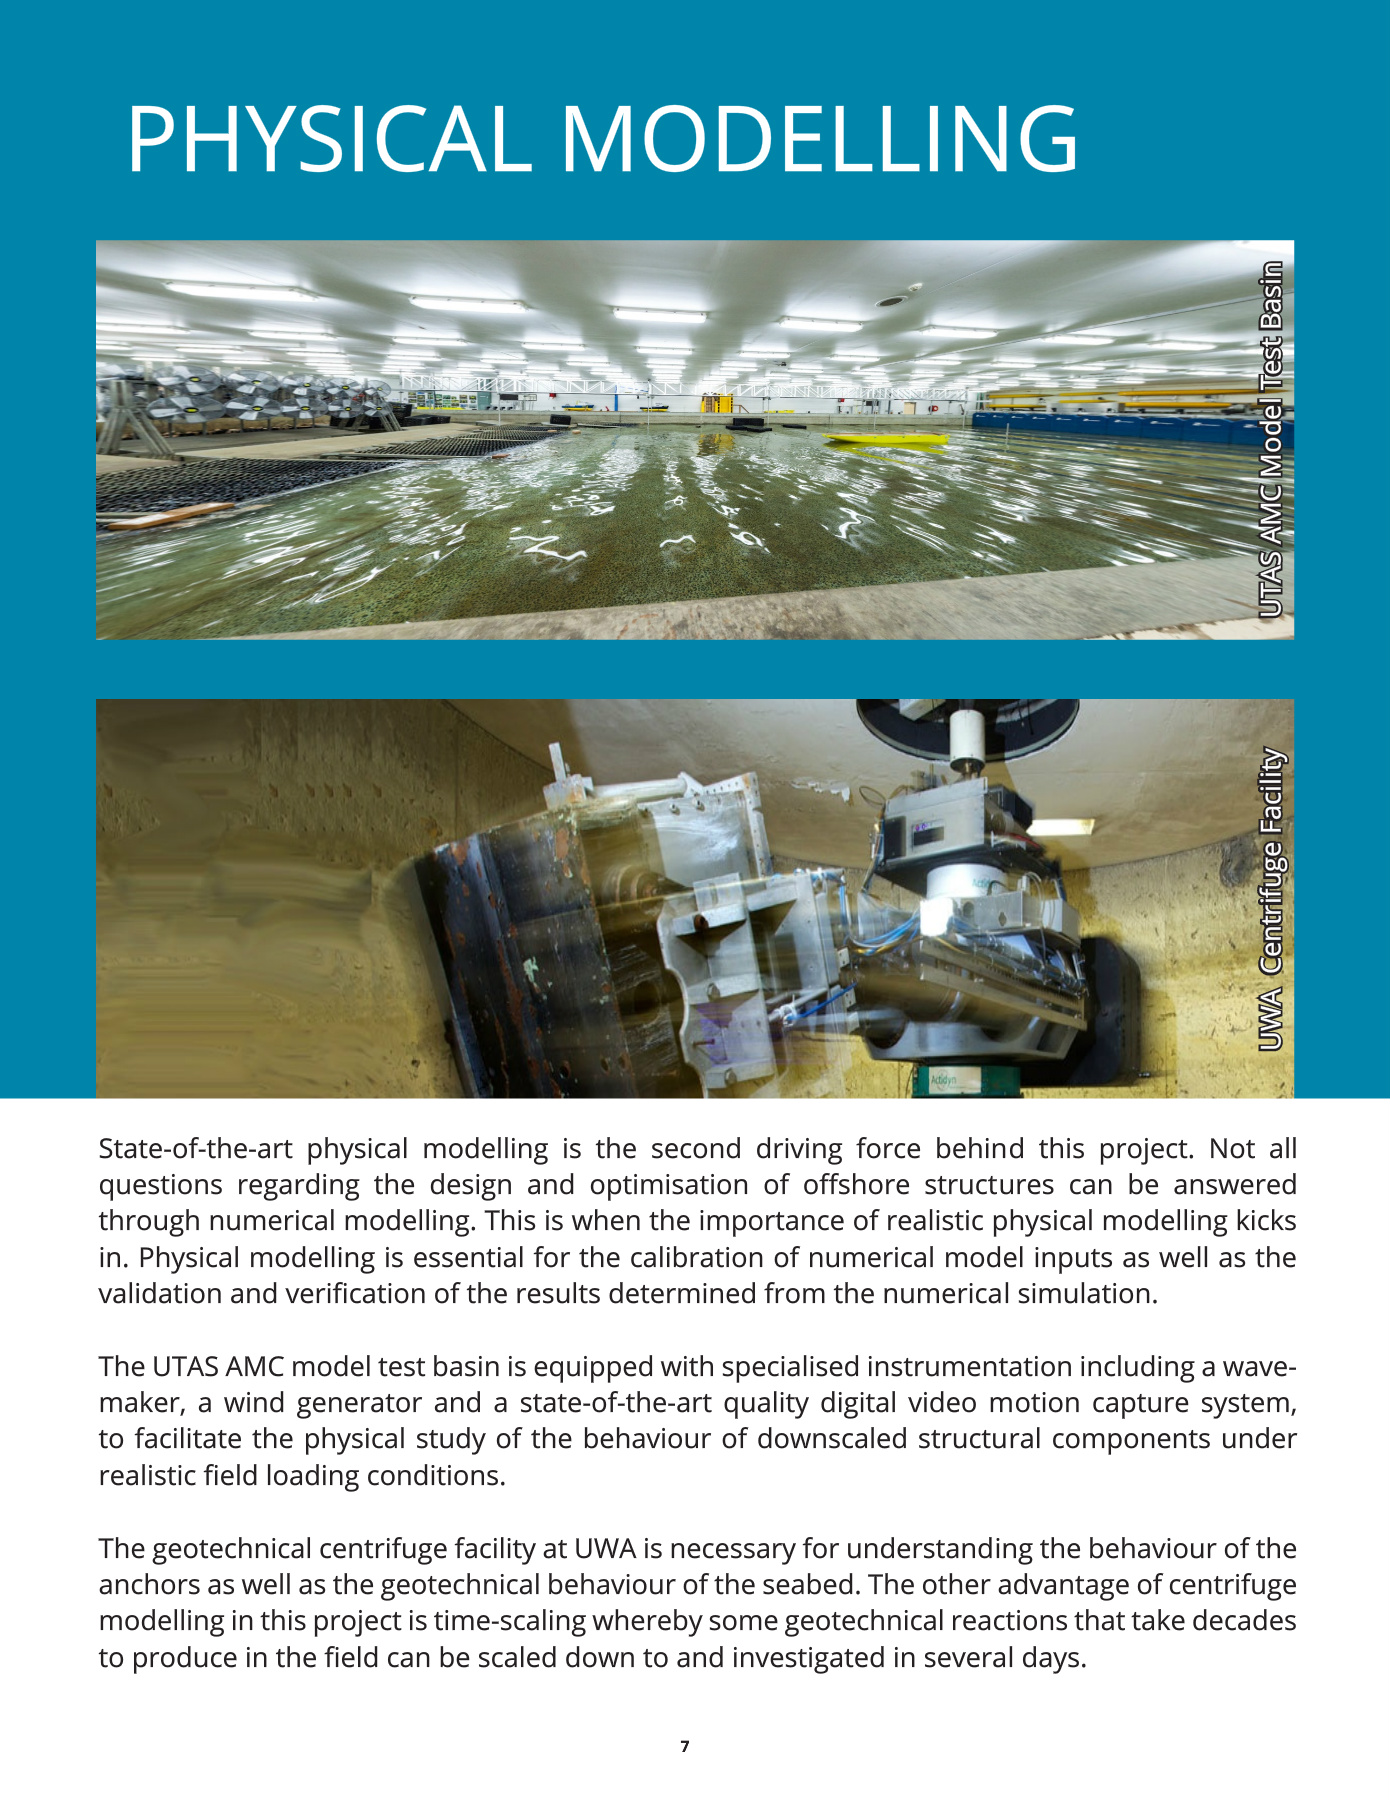 PHYSICAL MODELLING
UTAS AMC Model Test Basin
UWA Centrifuge Facility
Actidyn
State-of-the-art physical modelling is the second driving force behind this project. Not all
questions regarding the design and optimisation of offshore structures can be answered
through numerical modelling. This is when the importance of realistic physical modelling kicks
in. Physical modelling is essential for the calibration of numerical model inputs as well as the
validation and verification of the results determined from the numerical simulation.
The UTAS AMC model test basin is equipped with specialised instrumentation including a wave-
maker, a wind generator and a state-of-the-art quality digital video motion capture system,
to facilitate the physical study of the behaviour of downscaled structural components under
realistic field loading conditions.
The geotechnical centrifuge facility at UWA is necessary for understanding the behaviour of the
anchors as well as the geotechnical behaviour of the seabed. The other advantage of centrifuge
modelling in this project is time-scaling whereby some geotechnical reactions that take decades
to produce in the field can be scaled down to and investigated in several days.
7